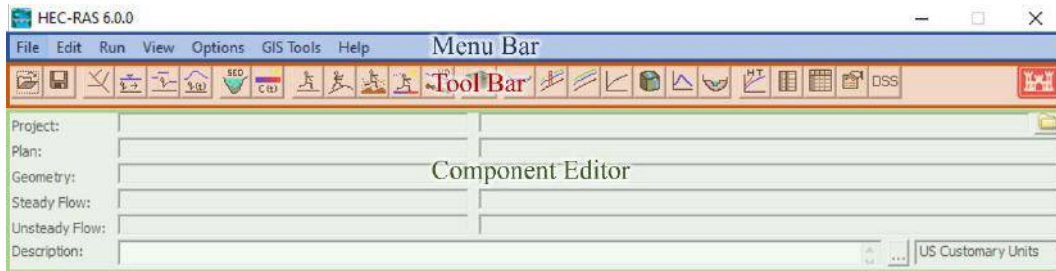 HEC-RAS 6.0.0
File Edit Run View Options GIS Tools Help Menu Bar
SED C(t) Tool Bar HT DSS
Project:
Plan:
Geometry:
Component Editor
Steady Flow:
Unsteady Flow:
Description: ... US Customary Units